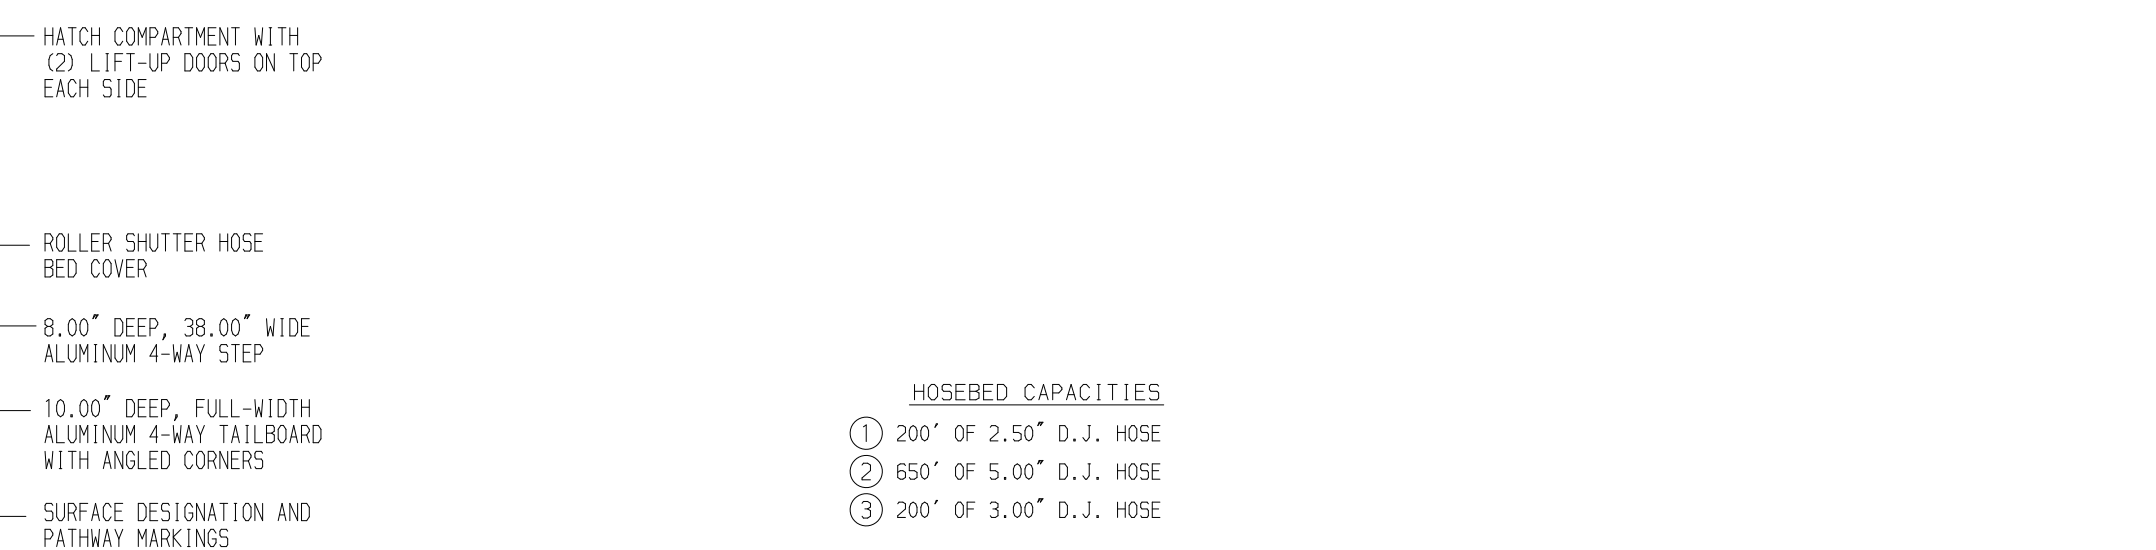 HATCH COMPARTMENT WITH
(2) LIFT-UP DOORS ON TOP
EACH SIDE
ROLLER SHUTTER HOSE
BED COVER
8.00" DEEP, 38.00" WIDE
ALUMINUM 4-WAY STEP
10.00" DEEP, FULL-WIDTH
ALUMINUM 4-WAY TAILBOARD
WITH ANGLED CORNERS
SURFACE DESIGNATION AND
PATHWAY MARKINGS
HOSEBED CAPACITIES
1 200' OF 2.50" D.J. HOSE
2 650' OF 5.00" D.J. HOSE
3 200' OF 3.00" D.J. HOSE